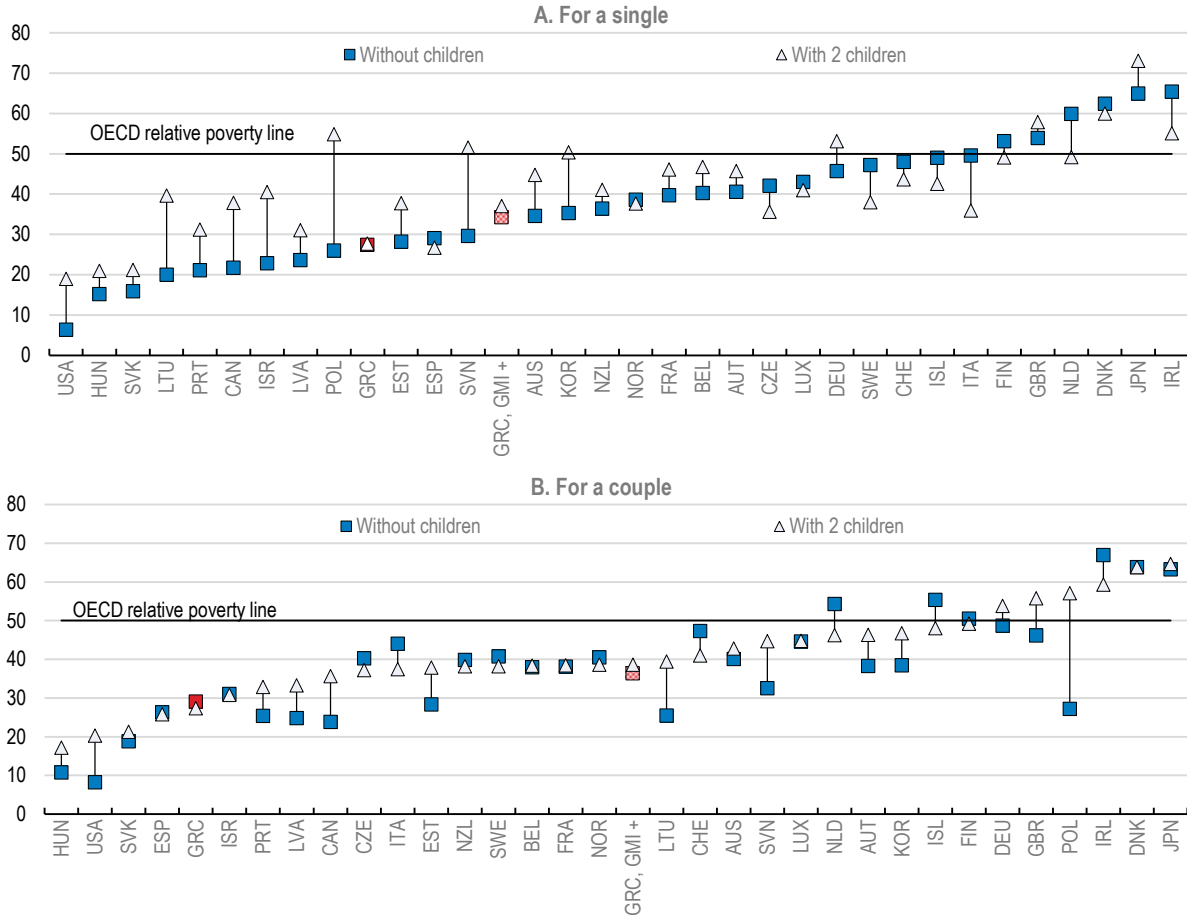 A. For a single
80
70
60
50
40
30
20
10
0
Without children
With 2 children
OECD relative poverty line
USA
HUN
SVK
LTU
PRT
CAN
ISR
LVA
POL
GRC
EST
ESP
SVN
GRC, GMI +
AUS
KOR
NZL
NOR
FRA
BEL
AUT
CZE
LUX
DEU
SWE
CHE
ISL
ITA
FIN
GBR
NLD
DNK
JPN
IRL
B. For a couple
80
70
60
50
40
30
20
10
0
Without children
With 2 children
OECD relative poverty line
HUN
USA
SVK
ESP
GRC
ISR
PRT
LVA
CAN
CZE
ITA
EST
NZL
SWE
BEL
FRA
NOR
GRC, GMI +
LTU
CHE
AUS
SVN
LUX
NLD
AUT
KOR
ISL
FIN
DEU
GBR
POL
IRL
DNK
JPN